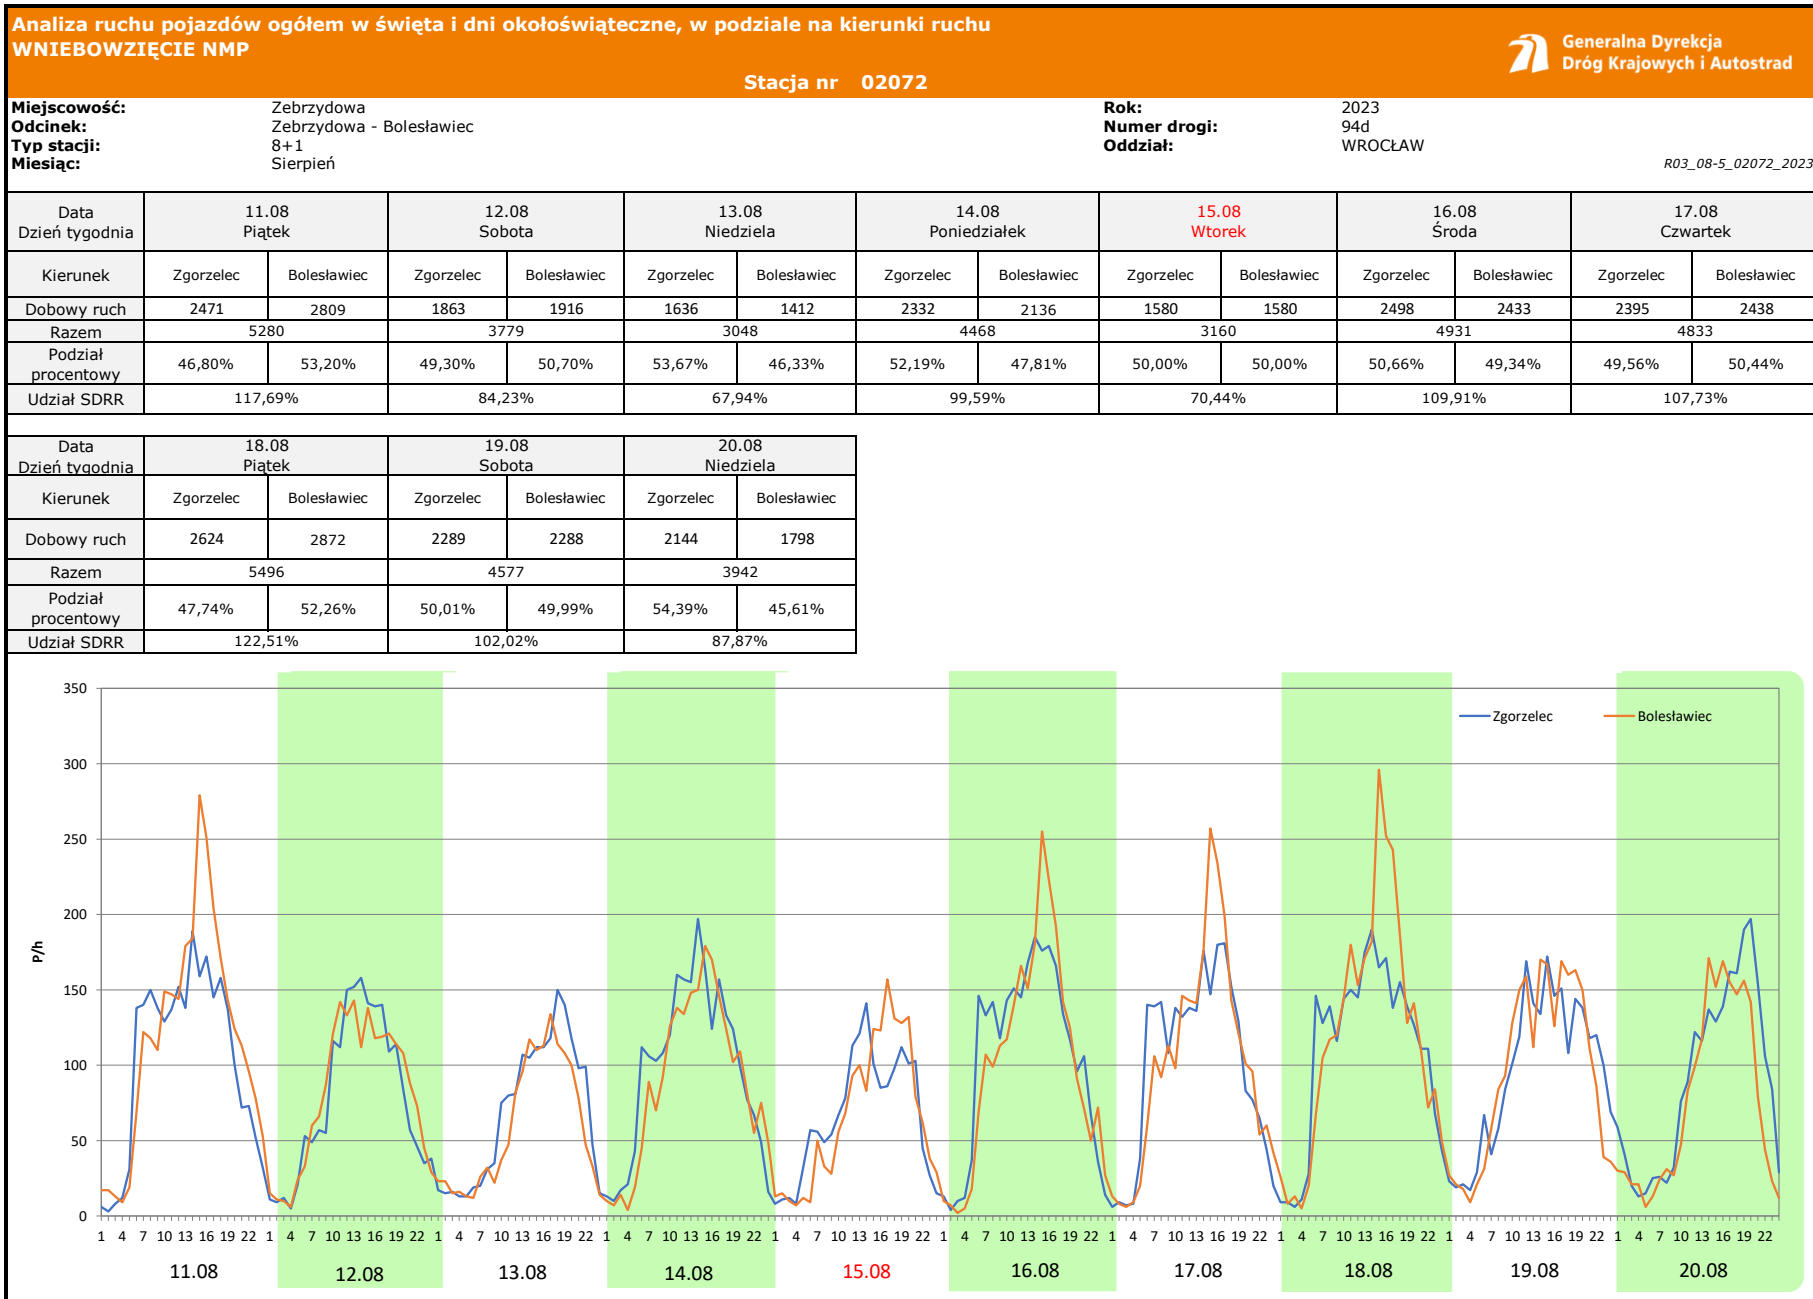 Analiza ruchu pojazdów ogółem w święta i dni okołoświąteczne, w podziale na kierunki ruchu
WNIEBOWZIĘCIE NMP
Generalna Dyrekcja
Dróg Krajowych i Autostrad
Stacja nr 02072
Miejscowość: Zebrzydowa Rok: 2023
Odcinek: Zebrzydowa - Bolesławiec Numer drogi: 94d
Typ stacji: 8+1 Oddział: WROCŁAW
Miesiąc: Sierpień R03_08-5_02072_2023
Data 11.08 12.08 13.08 14.08 15.08 16.08 17.08
Dzień tygodnia Piątek Sobota Niedziela Poniedziałek Wtorek Środa Czwartek
Kierunek Zgorzelec Bolesławiec Zgorzelec Bolesławiec Zgorzelec Bolesławiec Zgorzelec Bolesławiec Zgorzelec Bolesławiec Zgorzelec Bolesławiec Zgorzelec Bolesławiec
Dobowy ruch 2471 2809 1863 1916 1636 1412 2332 2136 1580 1580 2498 2433 2395 2438
Razem 5280 3779 3048 4468 3160 4931 4833
Podział
procentowy 46,80% 53,20% 49,30% 50,70% 53,67% 46,33% 52,19% 47,81% 50,00% 50,00% 50,66% 49,34% 49,56% 50,44%
Udział SDRR 117,69% 84,23% 67,94% 99,59% 70,44% 109,91% 107,73%
Data 18.08 19.08 20.08
Dzień tygodnia Piątek Sobota Niedziela
Kierunek Zgorzelec Bolesławiec Zgorzelec Bolesławiec Zgorzelec Bolesławiec
Dobowy ruch 2624 2872 2289 2288 2144 1798
Razem 5496 4577 3942
Podział
procentowy 47,74% 52,26% 50,01% 49,99% 54,39% 45,61%
Udział SDRR 122,51% 102,02% 87,87%
350
Zgorzelec Bolesławiec
300
250
200
P/h
150
100
50
0
1 4 7 10 13 16 19 22 1 4 7 10 13 16 19 22 1 4 7 10 13 16 19 22 1 4 7 10 13 16 19 22 1 4 7 10 13 16 19 22 1 4 7 10 13 16 19 22 1 4 7 10 13 16 19 22 1 4 7 10 13 16 19 22 1 4 7 10 13 16 19 22 1 4 7 10 13 16 19 22
11.08 12.08 13.08 14.08 15.08 16.08 17.08 18.08 19.08 20.08